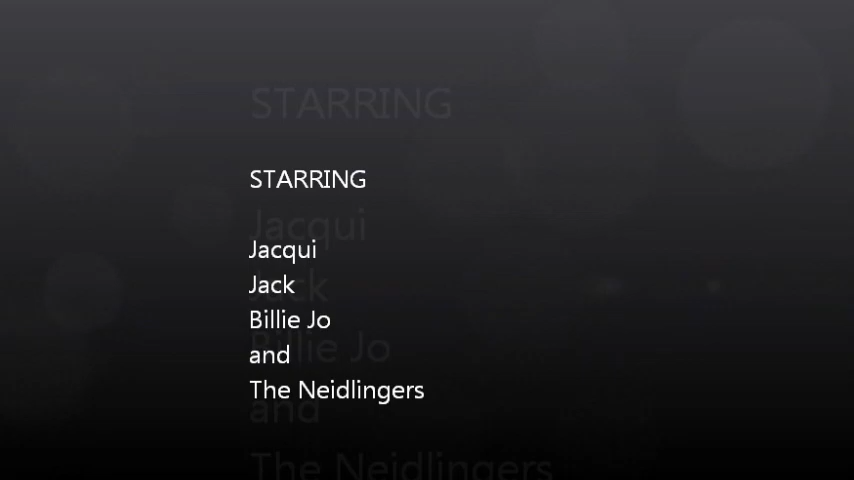 STARRING
Jacqui
Jack
Billie Jo
and
The Neidlingers